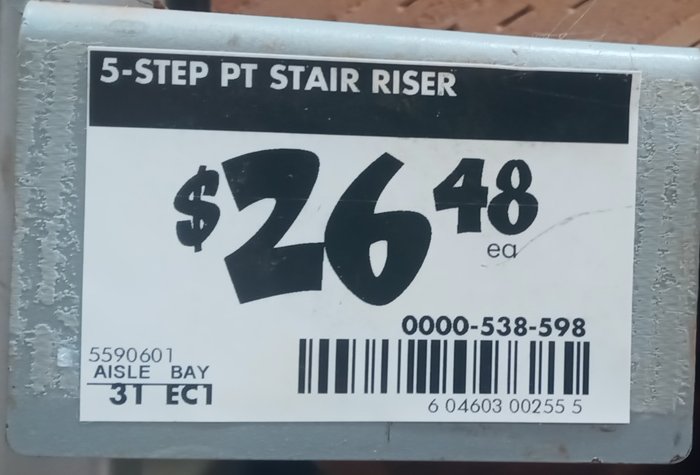 5-STEP PT STAIR RISER
$26 48
ea
0000-538-598
5590601
AISLE BAY
31 EC1
6 04603 00255 5